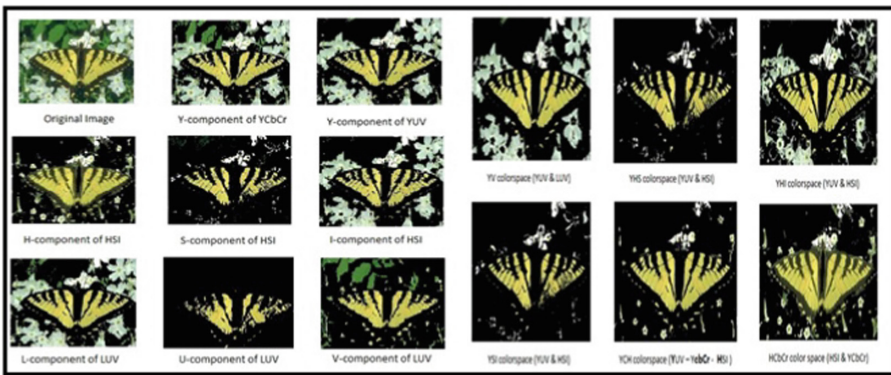 Original Image
Y-component of YCbCr
Y-component of YUV
H-component of HSI
S-component of HSI
I-component of HSI
L-component of LUV
U-component of LUV
V-component of LUV
YV colorspace (YUV & LUV)
YHS colorspace (YUV & HSI)
YHI colorspace (YUV & HSI)
YSI colorspace (YUV & HSI)
YCH colorspace (YUV – YcbCr - HSI )
HCbCr color space (HSI & YCbCr)